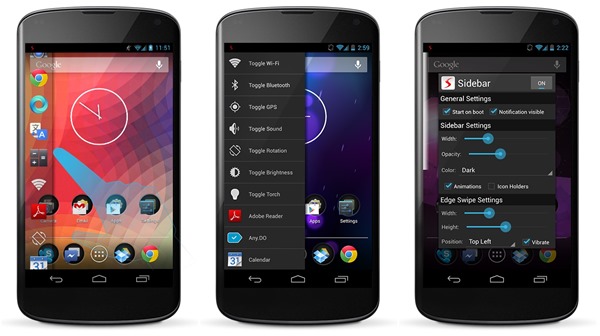 11:51
Google
31
2:59
Toggle Wi-Fi
Toggle Bluetooth
Toggle GPS
Toggle Sound
Toggle Rotation
Toggle Brightness
Toggle Torch
Adobe Reader
Any.DO
31 Calendar
Apps
Settings
2:22
Google
S Sidebar ON
General Settings
Start on boot Notification visible
Sidebar Settings
Width:
Opacity:
Color: Dark
Animations Icon Holders
Edge Swipe Settings
Width:
Height:
Position: Top Left Vibrate